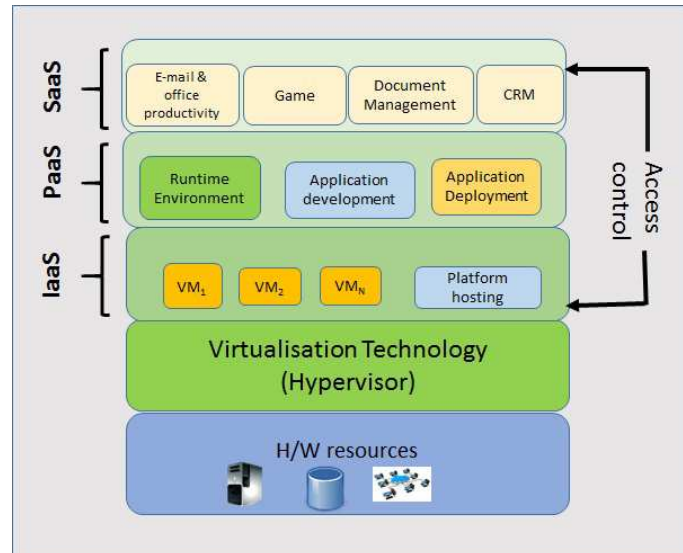 SaaS
E-mail &
office
productivity
Game
Document
Management
CRM
PaaS
Runtime
Environment
Application
development
Application
Deployment
Access
control
IaaS
VM1
VM2
VMN
Platform
hosting
Virtualisation Technology
(Hypervisor)
H/W resources